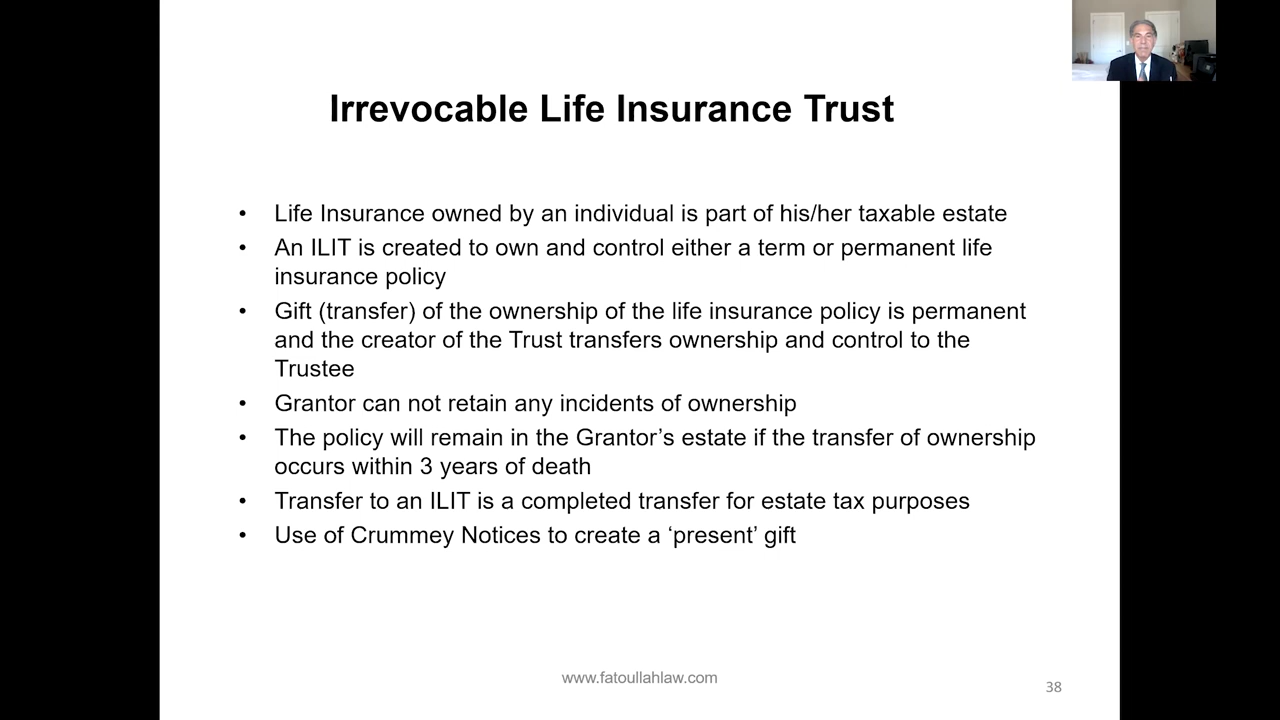 Irrevocable Life Insurance Trust
• Life Insurance owned by an individual is part of his/her taxable estate
• An ILIT is created to own and control either a term or permanent life
insurance policy
• Gift (transfer) of the ownership of the life insurance policy is permanent
and the creator of the Trust transfers ownership and control to the
Trustee
• Grantor can not retain any incidents of ownership
• The policy will remain in the Grantor’s estate if the transfer of ownership
occurs within 3 years of death
• Transfer to an ILIT is a completed transfer for estate tax purposes
• Use of Crummey Notices to create a ‘present’ gift
www.fatoullahlaw.com
38